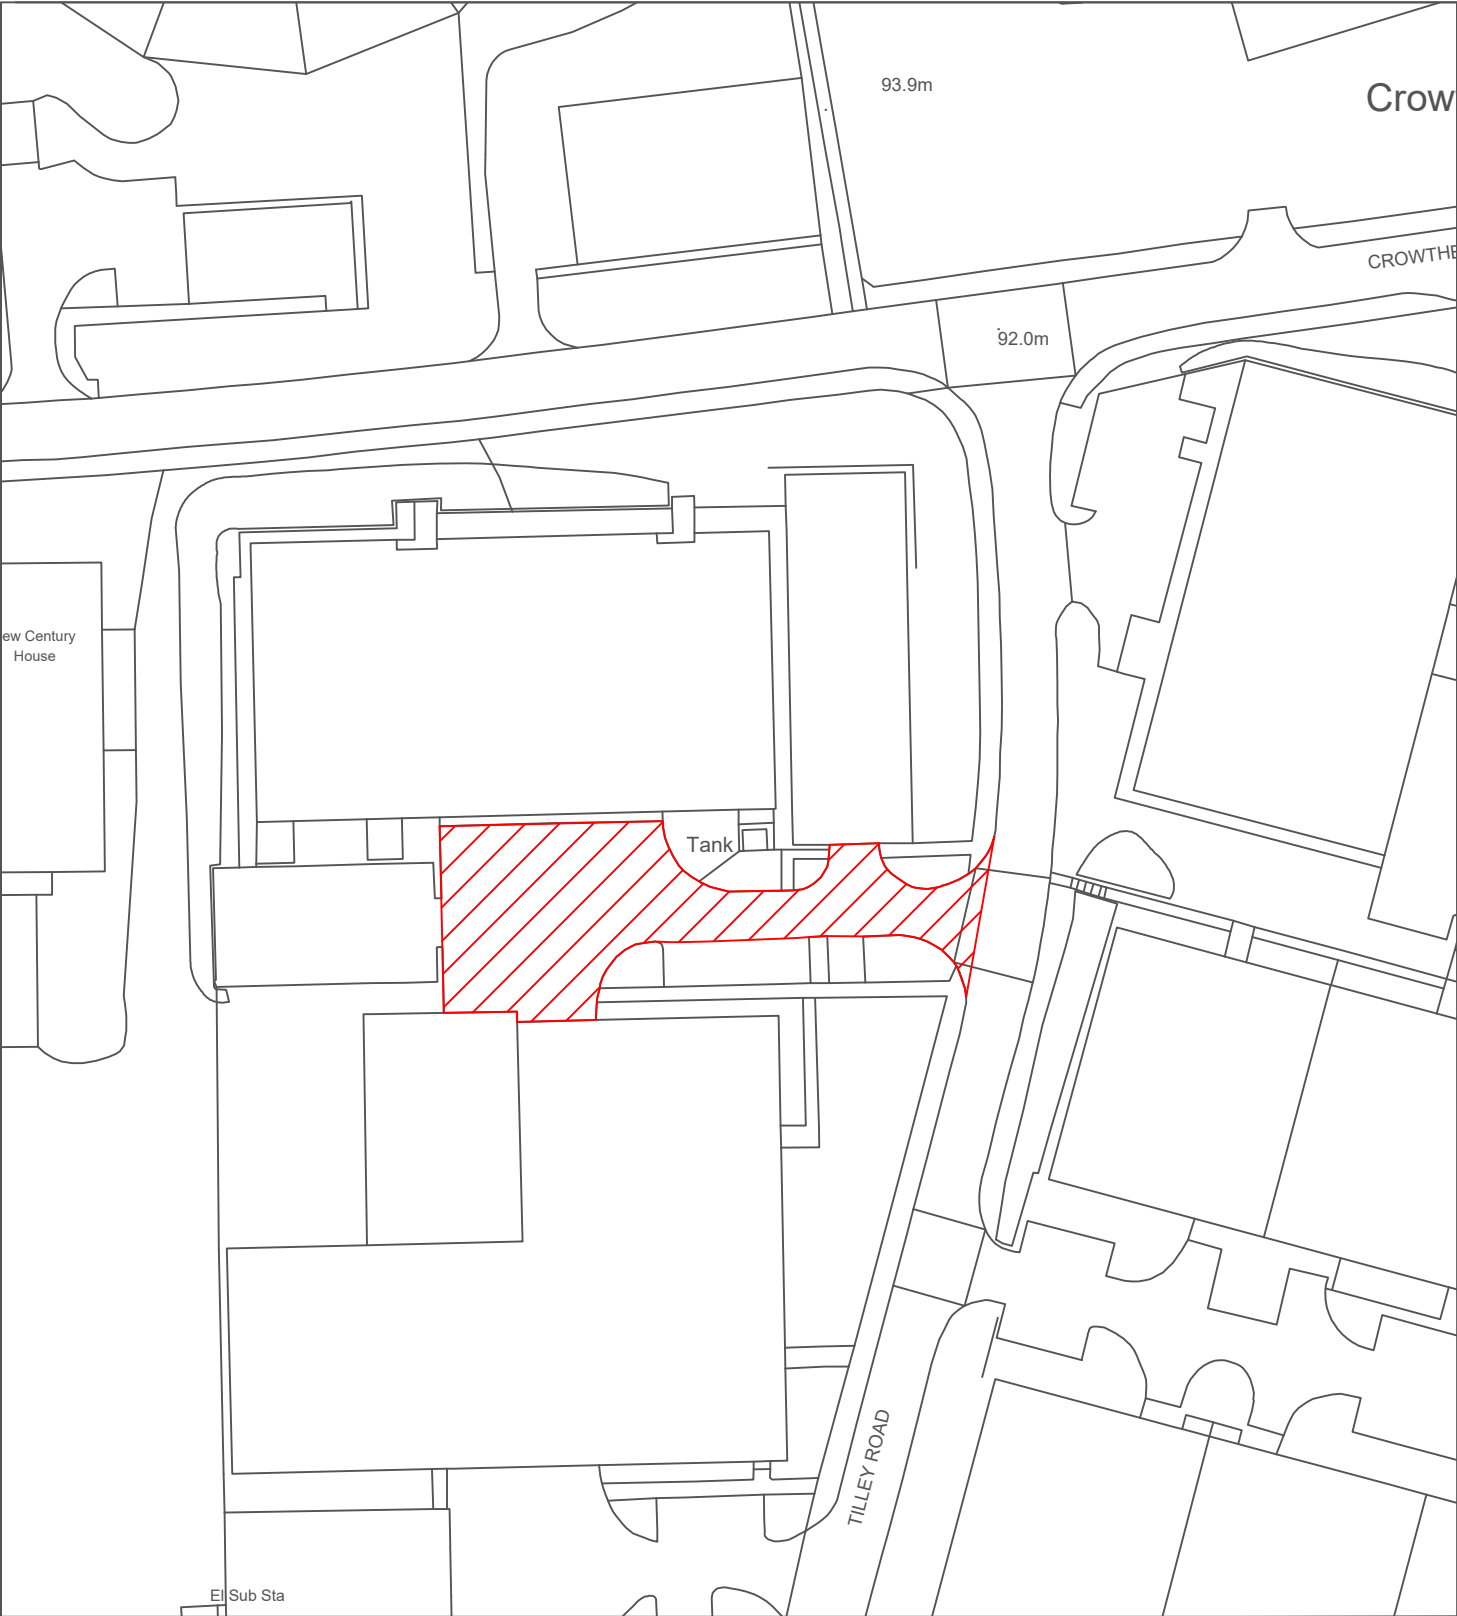 93.9m
Crow
CROWTHE
92.0m
ew Century
House
Tank
TILLEY ROAD
El Sub Sta